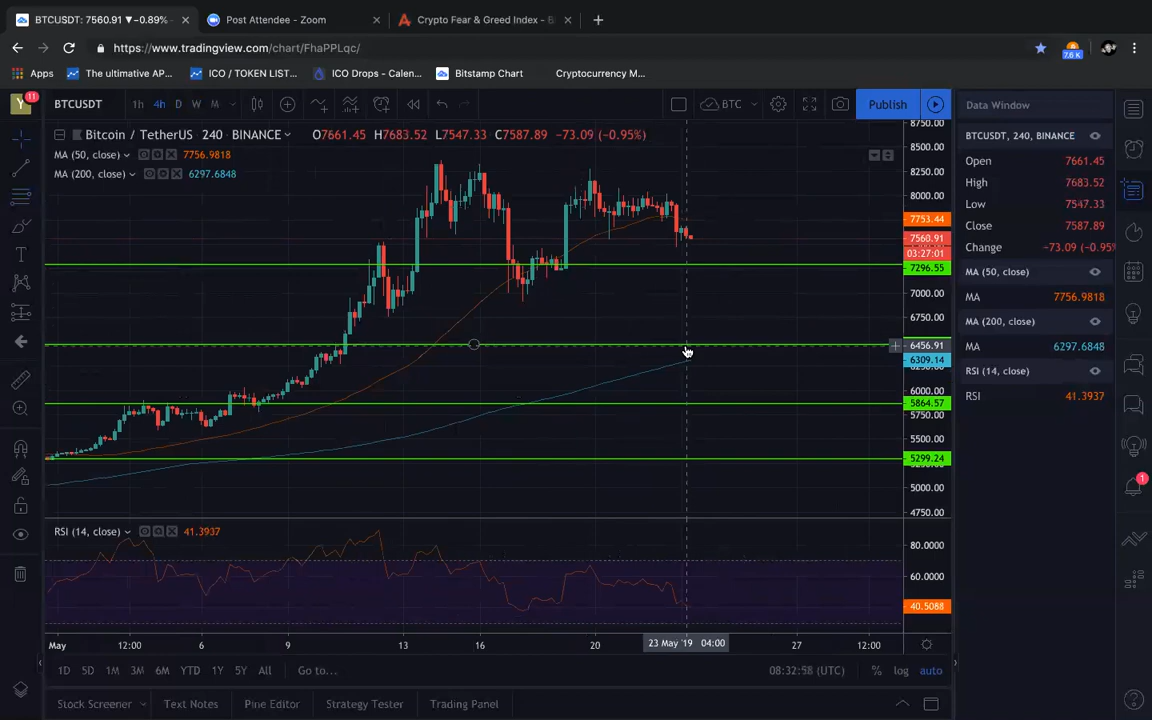 BTCUSDT: 7560.91 ▼−0.89%
Post Attendee - Zoom
Crypto Fear & Greed Index - B
https://www.tradingview.com/chart/FhaPPLqc/
7.6 K
Apps
The ultimative AP...
ICO / TOKEN LIST...
ICO Drops - Calen...
Bitstamp Chart
Cryptocurrency M...
Y
11
BTCUSDT
1h 4h D W M
BTC
Publish
Data Window
Bitcoin / TetherUS 240 BINANCE
O7661.45 H7683.52 L7547.33 C7587.89 −73.09 (−0.95%)
MA (50, close) 7756.9818
MA (200, close) 6297.6848
BTCUSDT, 240, BINANCE
Open 7661.45
High 7683.52
Low 7547.33
Close 7587.89
Change −73.09 (−0.95%
MA (50, close)
MA 7756.9818
MA (200, close)
MA 6297.6848
RSI (14, close)
RSI 41.3937
1
8750.00
8500.00
8250.00
8000.00
7753.44
7560.91
03:27:01
7296.55
7000.00
6750.00
6456.91
6309.14
6000.00
5864.57
5750.00
5500.00
5299.24
5000.00
4750.00
RSI (14, close) 41.3937
80.0000
60.0000
40.5088
May 12:00 6 9 13 16 20 23 May '19 04:00 27 12:00
1D 5D 1M 3M 6M YTD 1Y 5Y All Go to...
08:32:58 (UTC) % log auto
Stock Screener Text Notes Pine Editor Strategy Tester Trading Panel